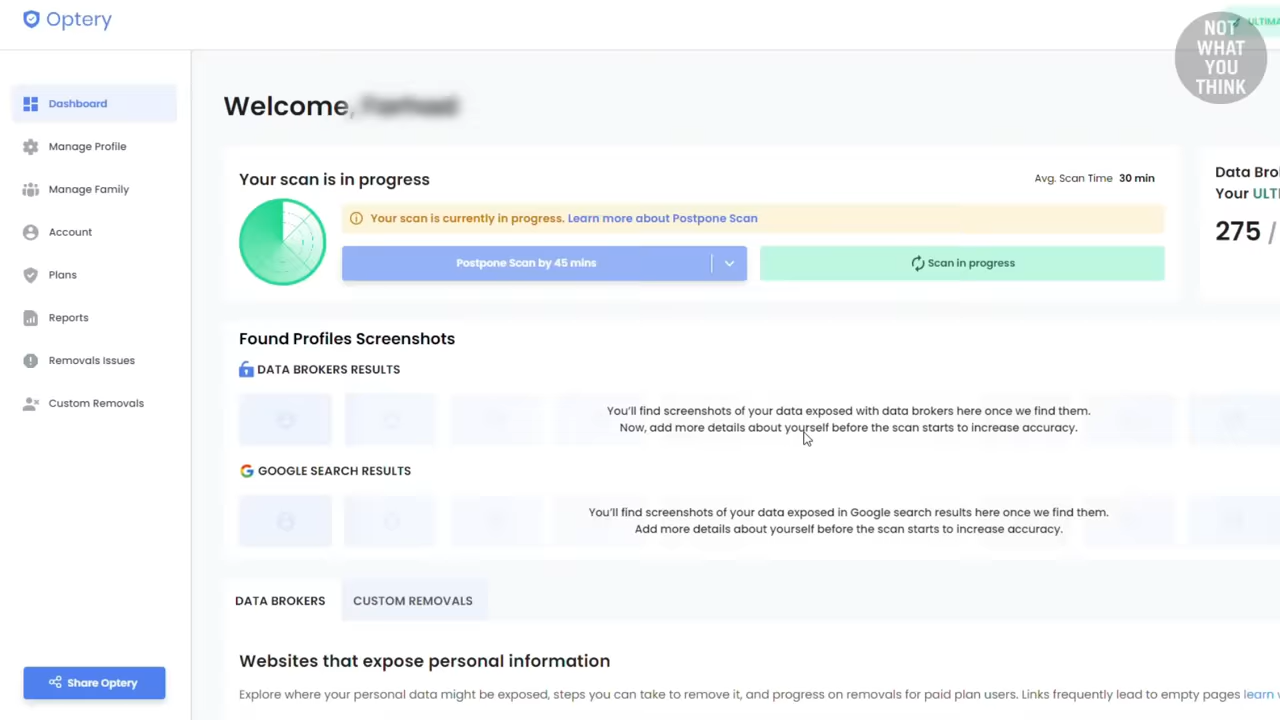 Optery
ULTIMA
NOT
WHAT
YOU
THINK
Dashboard
Manage Profile
Manage Family
Account
Plans
Reports
Removals Issues
Custom Removals
Share Optery
Welcome,
Your scan is in progress
Avg. Scan Time 30 min
Your scan is currently in progress. Learn more about Postpone Scan
Postpone Scan by 45 mins
Scan in progress
Data Bro
Your ULTI
275 /
Found Profiles Screenshots
DATA BROKERS RESULTS
You'll find screenshots of your data exposed with data brokers here once we find them.
Now, add more details about yourself before the scan starts to increase accuracy.
GOOGLE SEARCH RESULTS
You'll find screenshots of your data exposed in Google search results here once we find them.
Add more details about yourself before the scan starts to increase accuracy.
DATA BROKERS
CUSTOM REMOVALS
Websites that expose personal information
Explore where your personal data might be exposed, steps you can take to remove it, and progress on removals for paid plan users. Links frequently lead to empty pages learn